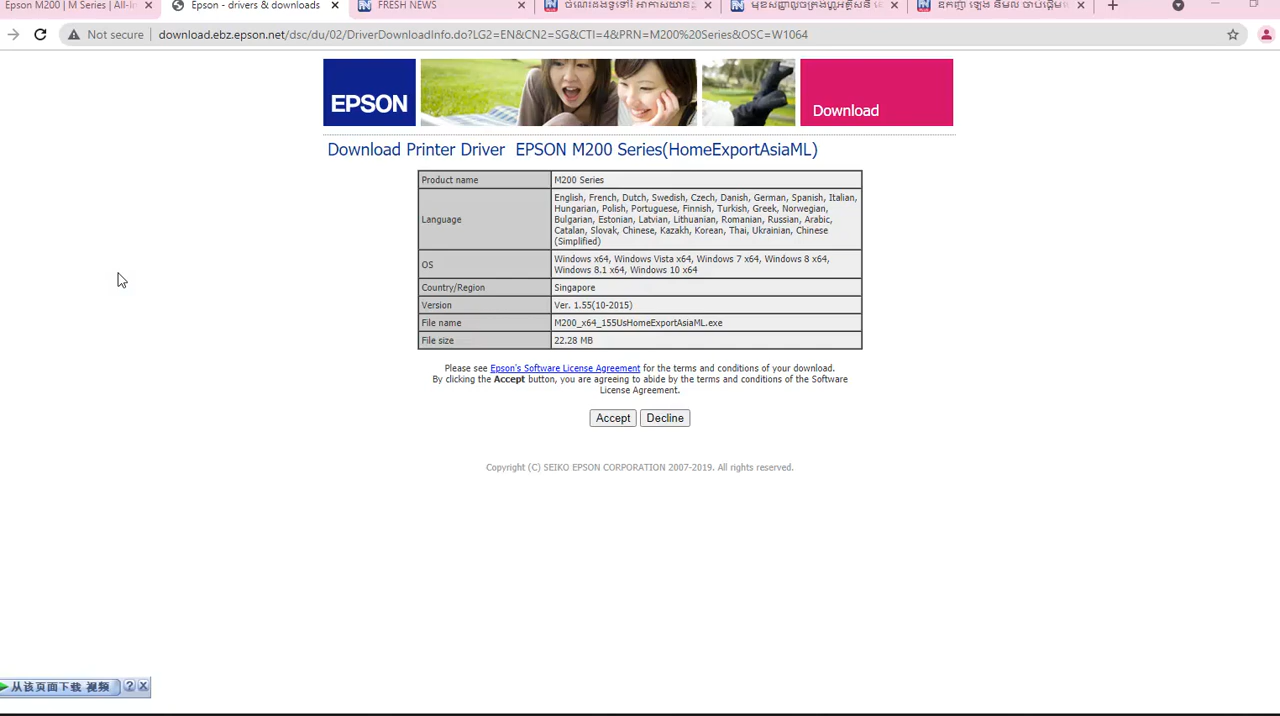 Epson M200 | M Series | All-In
Epson - drivers & downloads
FRESH NEWS
Not secure
download.ebz.epson.net/dsc/du/02/DriverDownloadInfo.do?LG2=EN&CN2=SG&CTI=4&PRN=M200%20Series&OSC=W1064
EPSON
Download
Download Printer Driver EPSON M200 Series(HomeExportAsiaML)
Product name
M200 Series
Language
English, French, Dutch, Swedish, Czech, Danish, German, Spanish, Italian,
Hungarian, Polish, Portuguese, Finnish, Turkish, Greek, Norwegian,
Bulgarian, Estonian, Latvian, Lithuanian, Romanian, Russian, Arabic,
Catalan, Slovak, Chinese, Kazakh, Korean, Thai, Ukrainian, Chinese
(Simplified)
OS
Windows x64, Windows Vista x64, Windows 7 x64, Windows 8 x64,
Windows 8.1 x64, Windows 10 x64
Country/Region
Singapore
Version
Ver. 1.55(10-2015)
File name
M200_x64_155UsHomeExportAsiaML.exe
File size
22.28 MB
Please see Epson's Software License Agreement for the terms and conditions of your download.
By clicking the Accept button, you are agreeing to abide by the terms and conditions of the Software
License Agreement.
Accept
Decline
Copyright (C) SEIKO EPSON CORPORATION 2007-2019. All rights reserved.
从该页面下载 视频